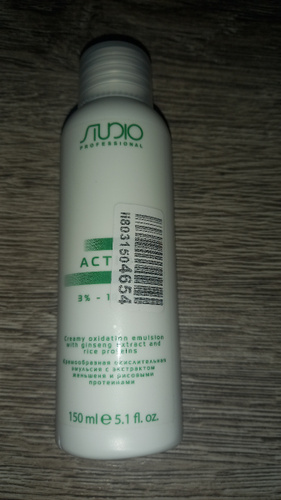 STUDIO
PROFESSIONAL
ACT
3% - 1
Creamy oxidation emulsion
with ginseng extract and
rice proteins
Кремообразная окислительная
эмульсия с экстрактом
женьшеня и рисовыми
протеинами
150 ml e 5.1 fl. oz.
ii8031504654